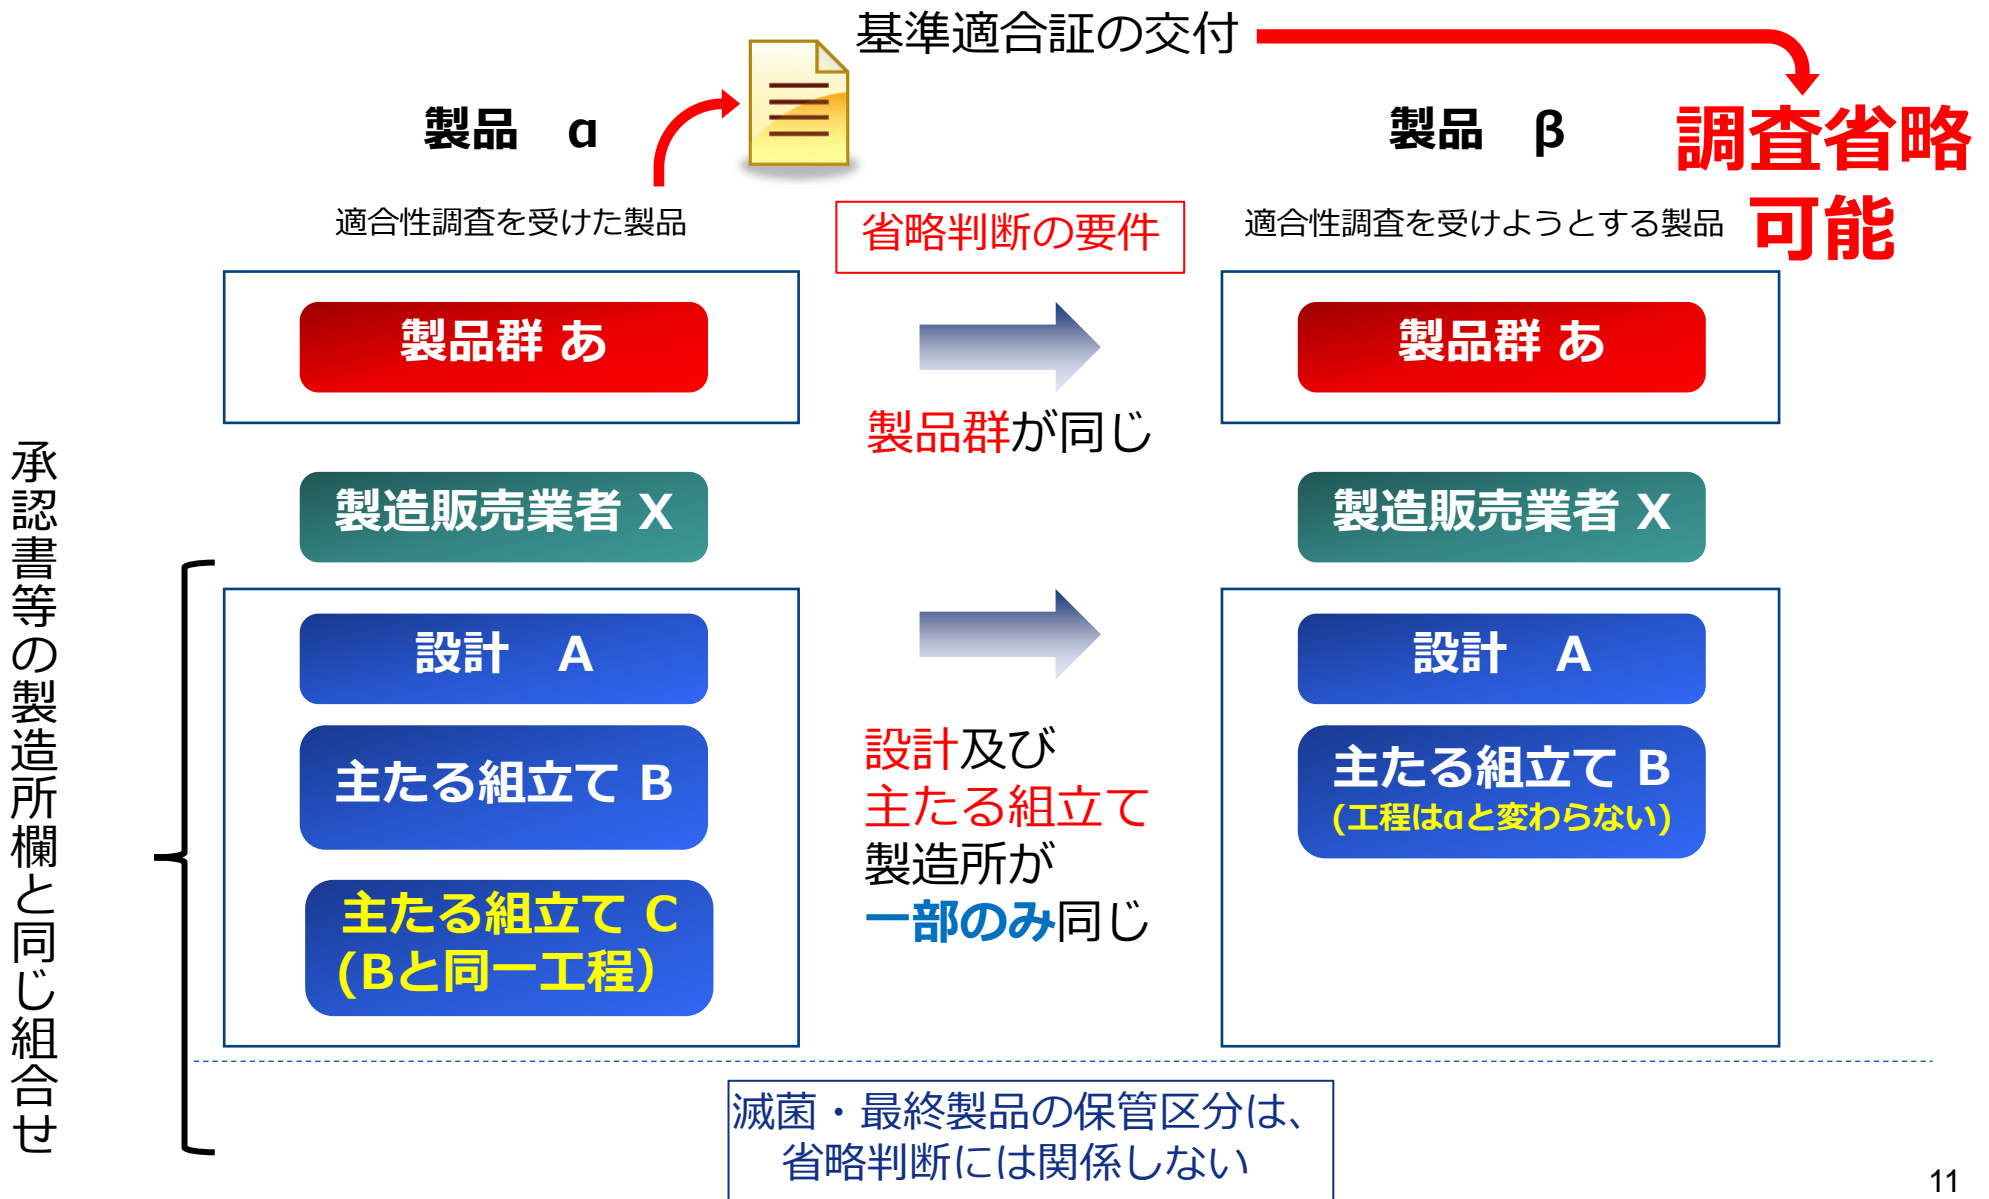 基準適合証の交付
製品　α
製品　β
調査省略
可能
適合性調査を受けた製品
省略判断の要件
適合性調査を受けようとする製品
製品群 あ
製品群 あ
製品群が同じ
製造販売業者 X
製造販売業者 X
承認書等の製造所欄と同じ組合せ
設計　A
設計　A
主たる組立て B
設計及び
主たる組立て
製造所が
一部のみ同じ
主たる組立て B
(工程はαと変わらない)
主たる組立て C
(Bと同一工程）
滅菌・最終製品の保管区分は、
省略判断には関係しない
11